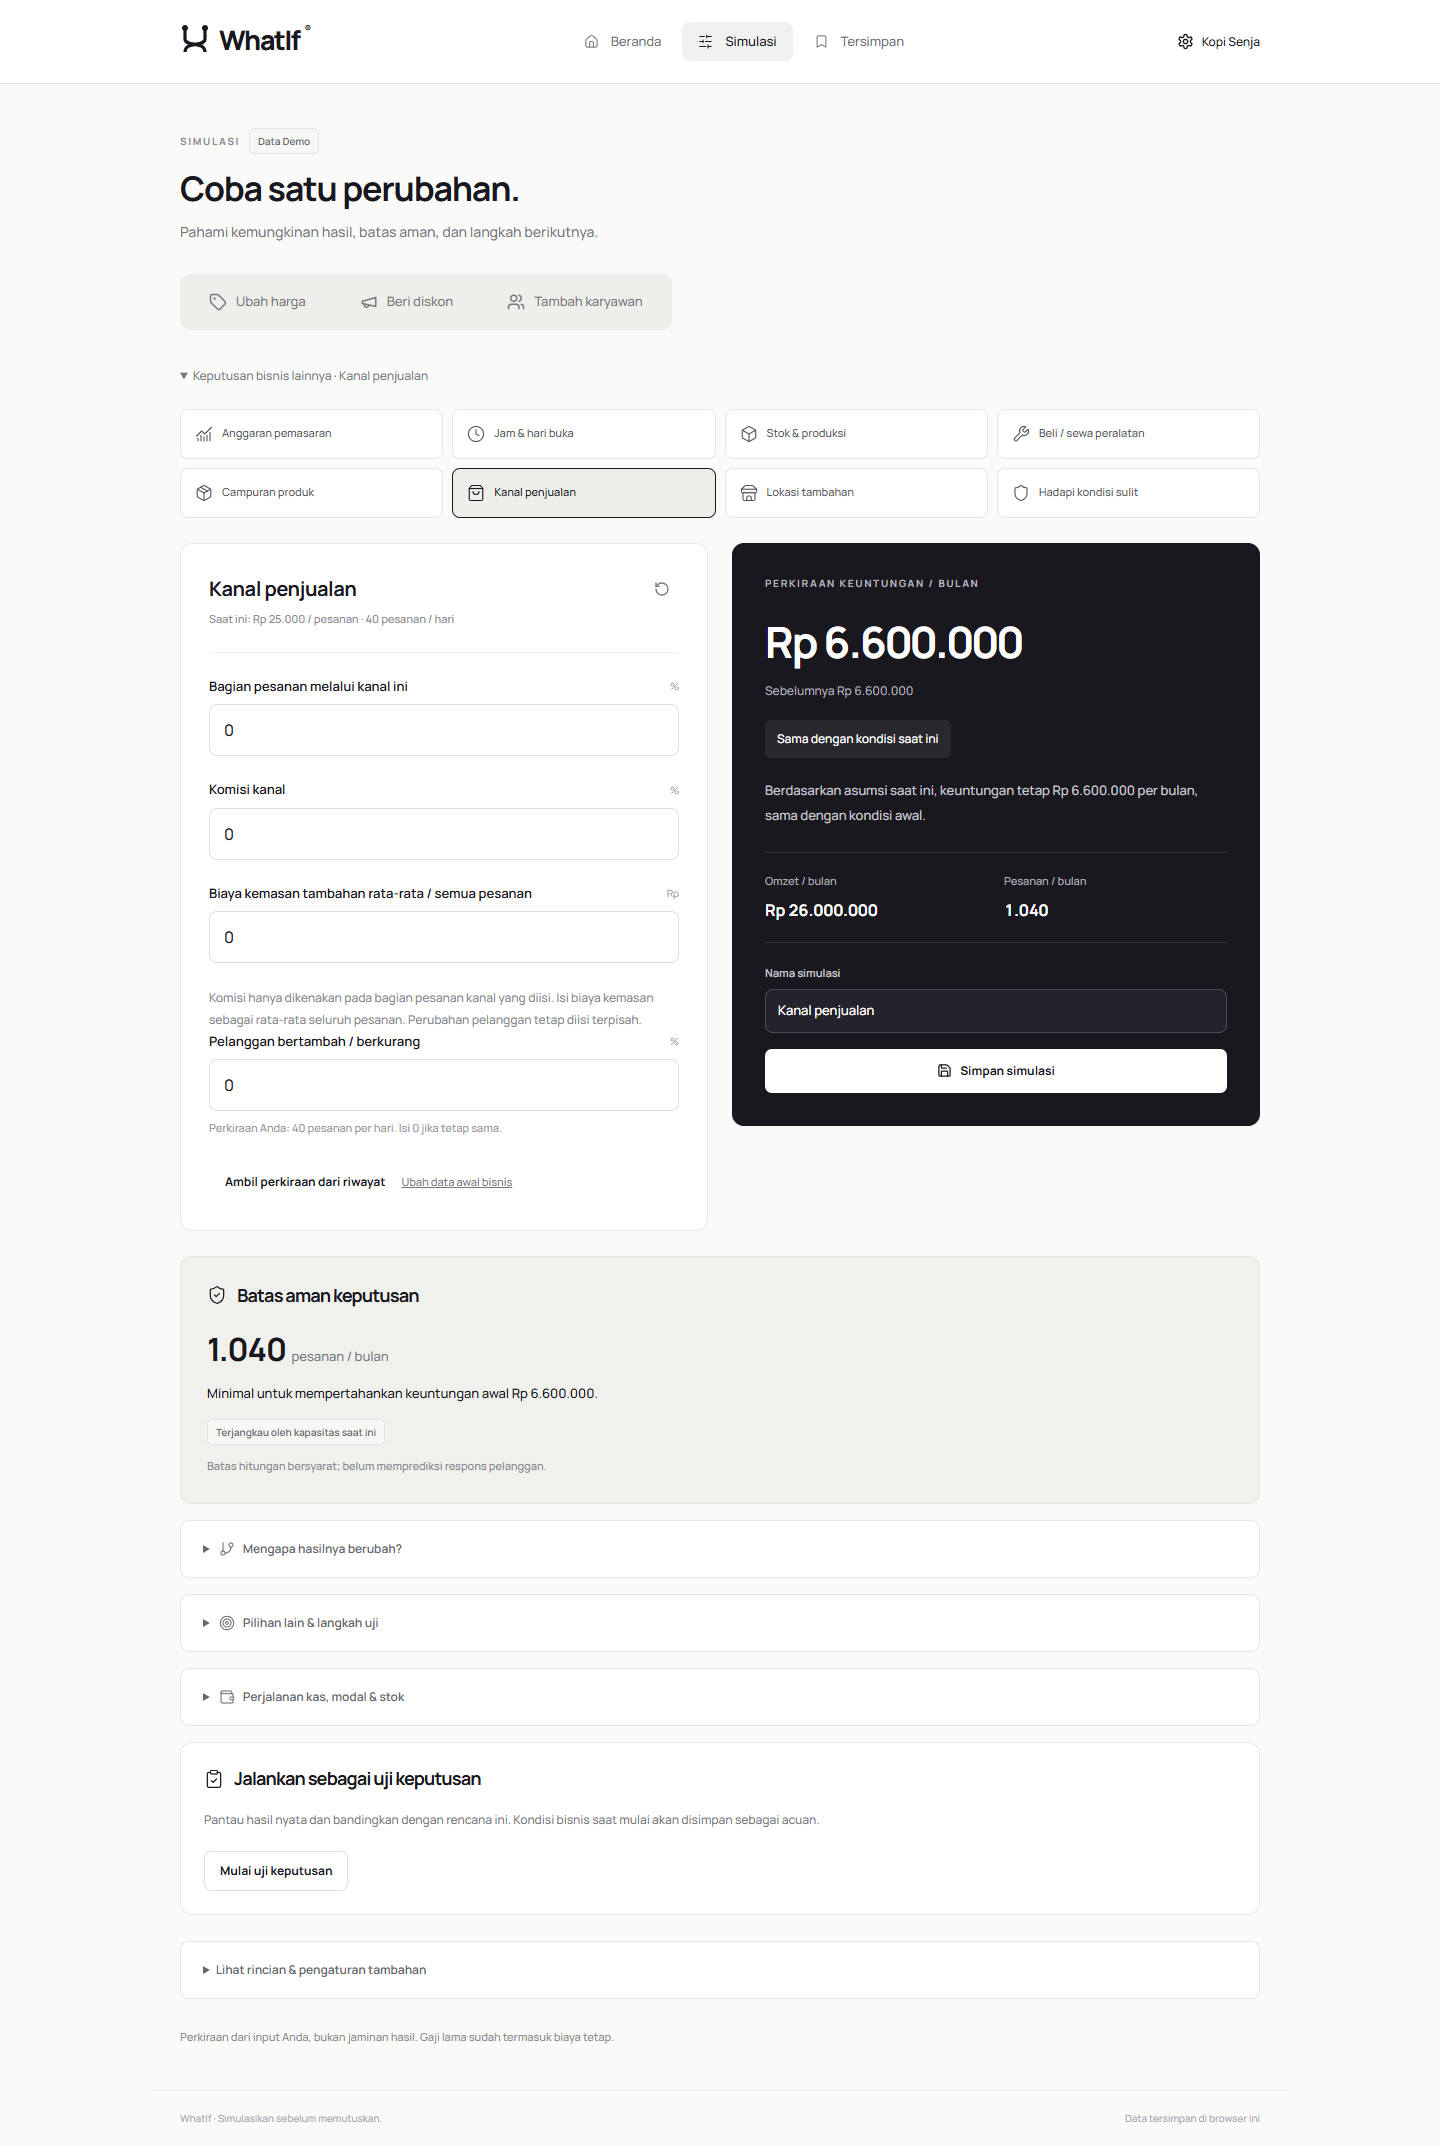 WhatIf®
Beranda
Simulasi
Tersimpan
Kopi Senja
SIMULASI
Data Demo
Coba satu perubahan.
Pahami kemungkinan hasil, batas aman, dan langkah berikutnya.
Ubah harga
Beri diskon
Tambah karyawan
▼ Keputusan bisnis lainnya · Kanal penjualan
Anggaran pemasaran
Jam & hari buka
Stok & produksi
Beli / sewa peralatan
Campuran produk
Kanal penjualan
Lokasi tambahan
Hadapi kondisi sulit
Kanal penjualan
Saat ini: Rp 25.000 / pesanan · 40 pesanan / hari
Bagian pesanan melalui kanal ini %
0
Komisi kanal %
0
Biaya kemasan tambahan rata-rata / semua pesanan Rp
0
Komisi hanya dikenakan pada bagian pesanan kanal yang diisi. Isi biaya kemasan
sebagai rata-rata seluruh pesanan. Perubahan pelanggan tetap diisi terpisah.
Pelanggan bertambah / berkurang %
0
Perkiraan Anda: 40 pesanan per hari. Isi 0 jika tetap sama.
Ambil perkiraan dari riwayat
Ubah data awal bisnis
PERKIRAAN KEUNTUNGAN / BULAN
Rp 6.600.000
Sebelumnya Rp 6.600.000
Sama dengan kondisi saat ini
Berdasarkan asumsi saat ini, keuntungan tetap Rp 6.600.000 per bulan,
sama dengan kondisi awal.
Omzet / bulan
Rp 26.000.000
Pesanan / bulan
1.040
Nama simulasi
Kanal penjualan
Simpan simulasi
Batas aman keputusan
1.040 pesanan / bulan
Minimal untuk mempertahankan keuntungan awal Rp 6.600.000.
Terjangkau oleh kapasitas saat ini
Batas hitungan bersyarat; belum memprediksi respons pelanggan.
Mengapa hasilnya berubah?
Pilihan lain & langkah uji
Perjalanan kas, modal & stok
Jalankan sebagai uji keputusan
Pantau hasil nyata dan bandingkan dengan rencana ini. Kondisi bisnis saat mulai akan disimpan sebagai acuan.
Mulai uji keputusan
Lihat rincian & pengaturan tambahan
Perkiraan dari input Anda, bukan jaminan hasil. Gaji lama sudah termasuk biaya tetap.
WhatIf · Simulasikan sebelum memutuskan.
Data tersimpan di browser ini